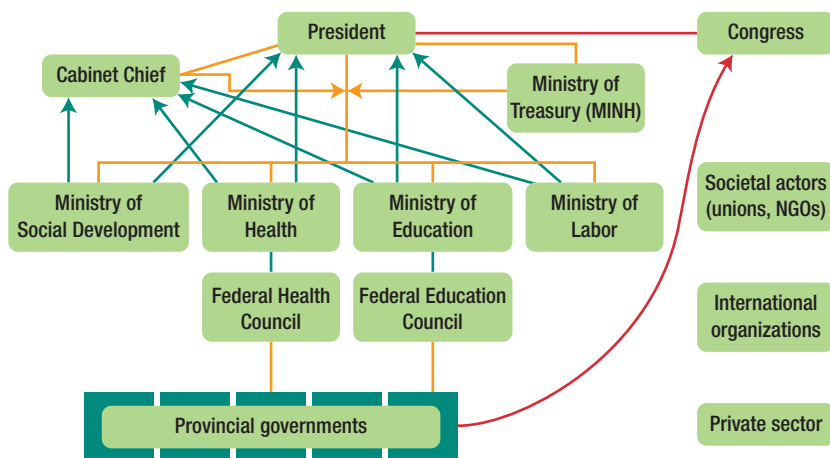 President
Congress
Cabinet Chief
Ministry of
Treasury (MINH)
Ministry of
Social Development
Ministry of
Health
Ministry of
Education
Ministry of
Labor
Societal actors
(unions, NGOs)
Federal Health
Council
Federal Education
Council
International
organizations
Provincial governments
Private sector